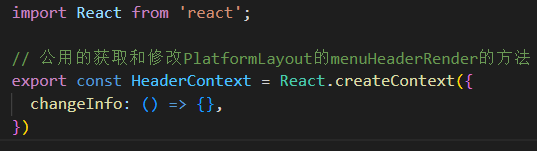 import React from 'react';
// 公用的获取和修改PlatformLayout的menuHeaderRender的方法
export const HeaderContext = React.createContext({
  changeInfo: () => {},
})